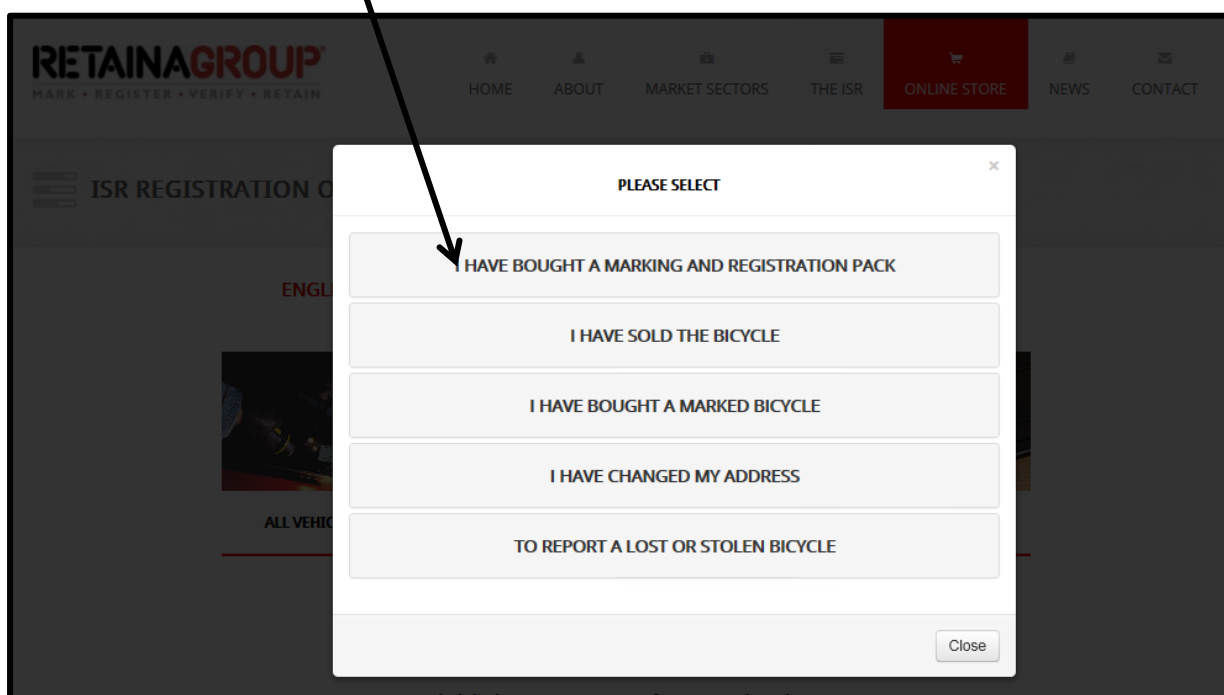 RETAINAGROUP
MARK • REGISTER • VERIFY • RETAIN
HOME ABOUT MARKET SECTORS THE ISR ONLINE STORE NEWS CONTACT
ISR REGISTRATION O
×
PLEASE SELECT
I HAVE BOUGHT A MARKING AND REGISTRATION PACK
ENGL
I HAVE SOLD THE BICYCLE
I HAVE BOUGHT A MARKED BICYCLE
I HAVE CHANGED MY ADDRESS
ALL VEHIC
TO REPORT A LOST OR STOLEN BICYCLE
Close